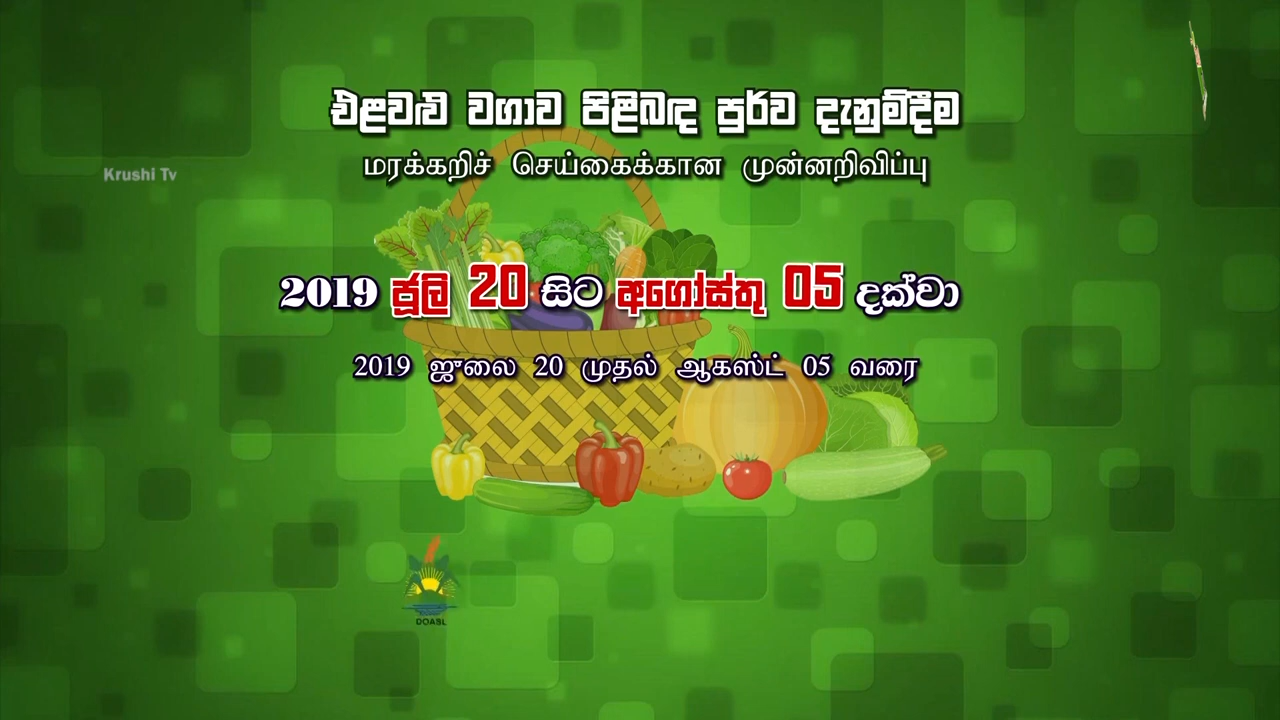 එළවළු වගාව පිළිබඳ පුර්ව දැනුම්දීම
மரக்கறிச் செய்கைக்கான முன்னறிவிப்பு
Krushi Tv
2019 ජූලි 20 සිට අගෝස්තු 05 දක්වා
2019 ஜுலை 20 முதல் ஆகஸ்ட் 05 வரை
DOASL